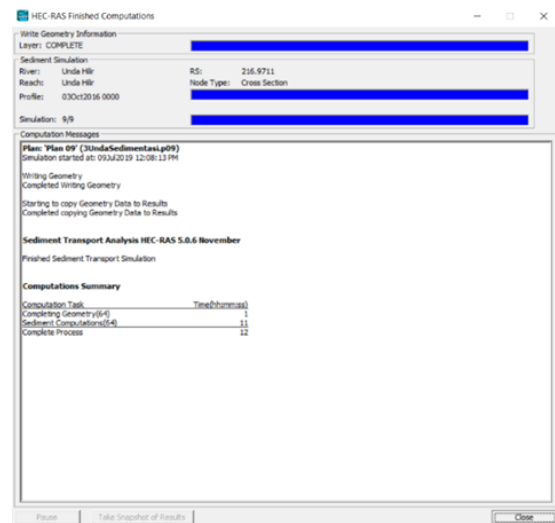 HEC-RAS Finished Computations
Write Geometry Information
Layer: COMPLETE
Sediment Simulation
River: Unda Hilir RS: 216.9711
Reach: Unda Hilir Node Type: Cross Section
Profile: 03Oct2016 0000
Simulation: 9/9
Computation Messages
Plan: 'Plan 09' (3UndaSedimentasi.p09)
Simulation started at: 09Jul2019 12:08:13 PM
Writing Geometry
Completed Writing Geometry
Starting to copy Geometry Data to Results
Completed copying Geometry Data to Results
Sediment Transport Analysis HEC-RAS 5.0.6 November
Finished Sediment Transport Simulation
Computations Summary
Computation Task Time(hh:mm:ss)
Completing Geometry(64) 1
Sediment Computations(64) 11
Complete Process 12
Pause Take Snapshot of Results Close